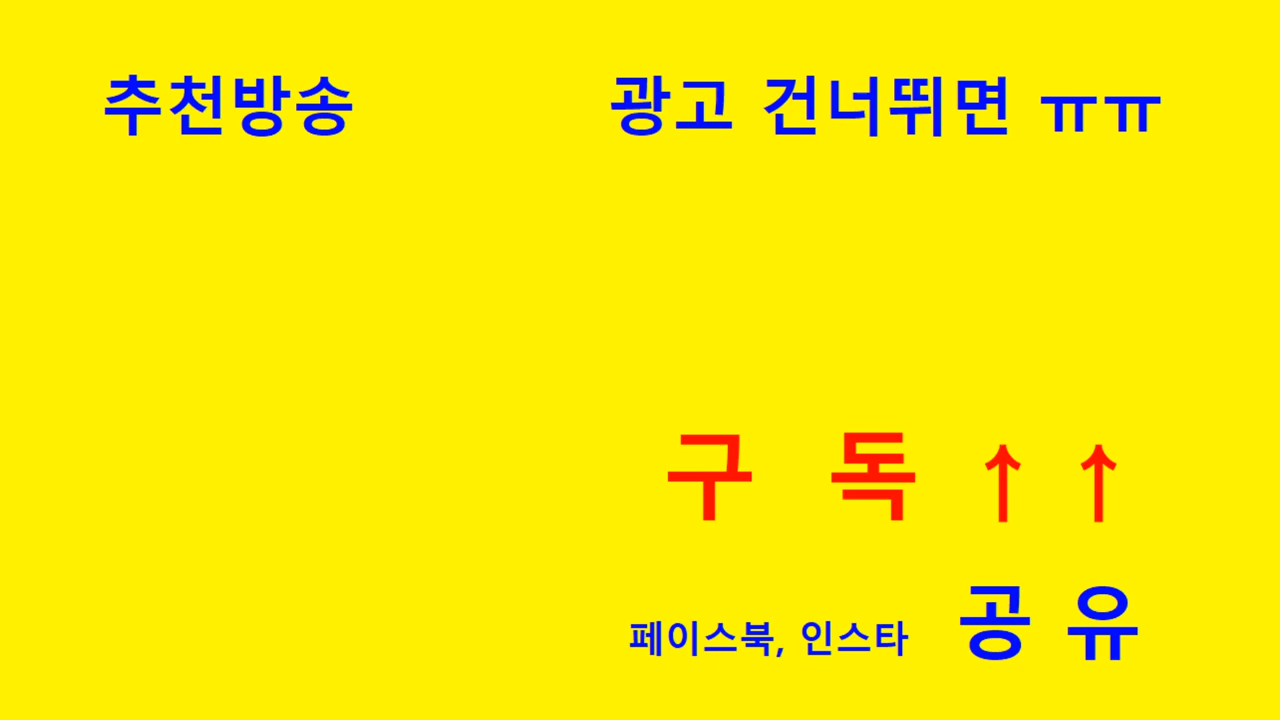 추천방송
광고 건너뛰면 ㅠㅠ
구 독 ↑ ↑
페이스북, 인스타 공 유